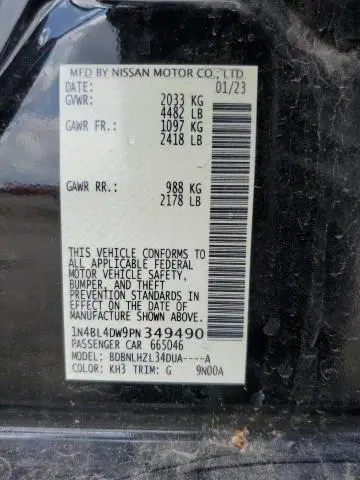 MFD BY NISSAN MOTOR CO., LTD
DATE: 01/23
GVWR: 2033 KG
4482 LB
GAWR FR.: 1097 KG
2418 LB
GAWR RR.: 988 KG
2178 LB
THIS VEHICLE CONFORMS TO
ALL APPLICABLE FEDERAL
MOTOR VEHICLE SAFETY,
BUMPER, AND THEFT
PREVENTION STANDARDS
IN EFFECT ON THE DATE
OF MANUFACTURE
1N4BL4DW9PN 349490
PASSENGER CAR 665046
MODEL: BDBNLHZL34DUA----A
COLOR: KH3 TRIM: G 9N00A